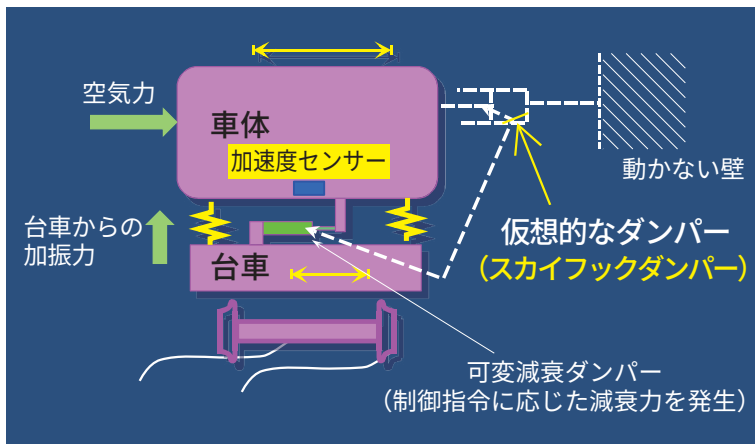 空気力
車体
加速度センサー
動かない壁
台車からの
加振力
仮想的なダンパー
（スカイフックダンパー）
台車
可変減衰ダンパー
（制御指令に応じた減衰力を発生）